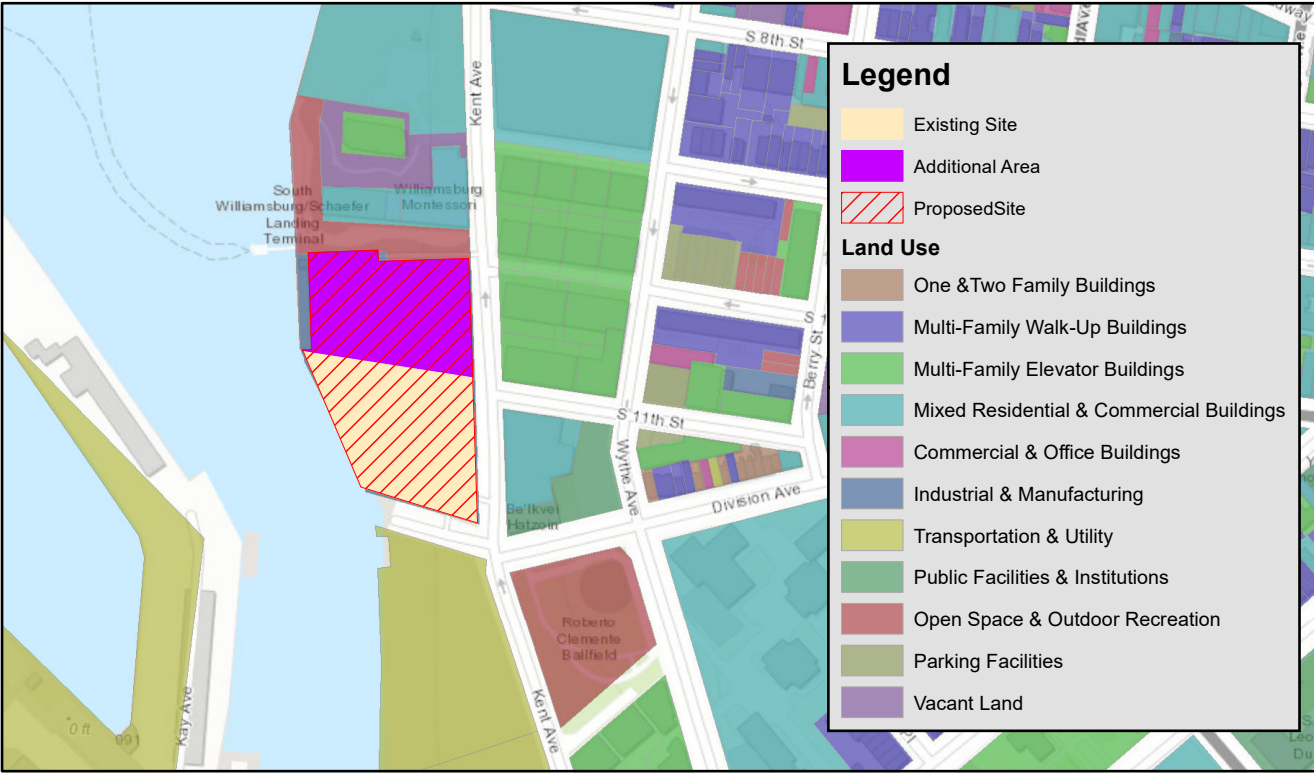 S 8th St
Kent Ave
South
Williamsburg/Schaefer
Landing
Terminal
Williamsburg
Montessori
S 1
Berry St
S 11th St
Wythe Ave
Division Ave
Be'Ikvei
Hatzoin
Roberto
Clemente
Ballfield
Kent Ave
Kay Ave
0 ft
991
Pl
Legend
Existing Site
Additional Area
ProposedSite
Land Use
One &Two Family Buildings
Multi-Family Walk-Up Buildings
Multi-Family Elevator Buildings
Mixed Residential & Commercial Buildings
Commercial & Office Buildings
Industrial & Manufacturing
Transportation & Utility
Public Facilities & Institutions
Open Space & Outdoor Recreation
Parking Facilities
Vacant Land